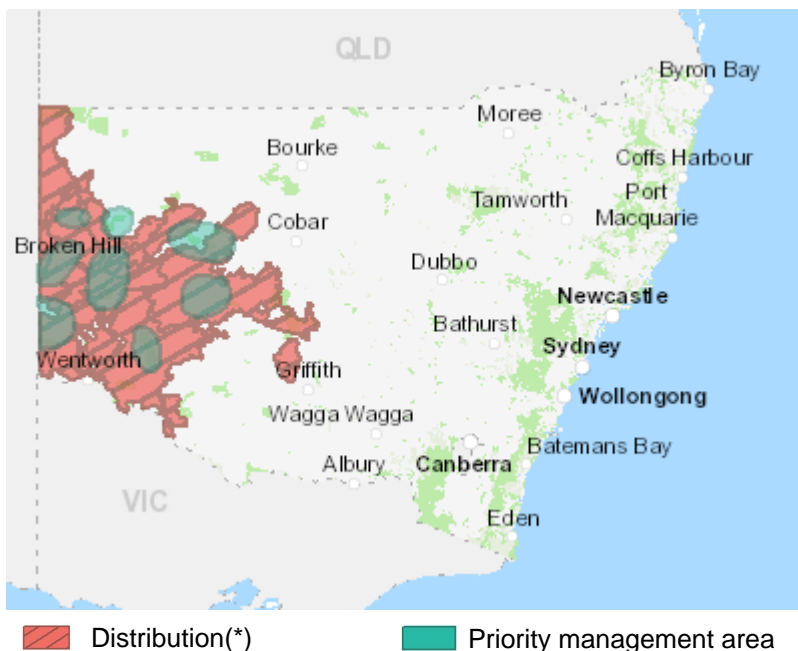 QLD
Byron Bay
Moree
Bourke
Coffs Harbour
Tamworth
Port
Macquarie
Cobar
Broken Hill
Dubbo
Newcastle
Bathurst
Sydney
Wentworth
Griffith
Wollongong
Wagga Wagga
Batemans Bay
Albury
Canberra
VIC
Eden
Distribution(*)
Priority management area